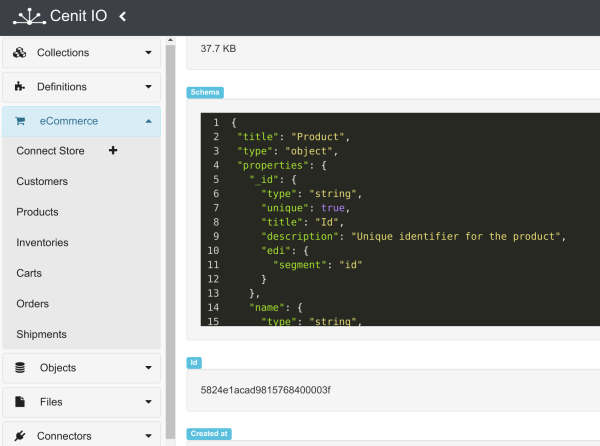 Cenit IO
Collections
Definitions
eCommerce
Connect Store
Customers
Products
Inventories
Carts
Orders
Shipments
Objects
Files
Connectors
37.7 KB
Schema
1 {
2 "title": "Product",
3 "type": "object",
4 "properties": {
5 "_id": {
6 "type": "string",
7 "unique": true,
8 "title": "Id",
9 "description": "Unique identifier for the product",
10 "edi": {
11 "segment": "id"
12 }
13 },
14 "name": {
15 "type": "string",
Id
5824e1acad9815768400003f
Created at